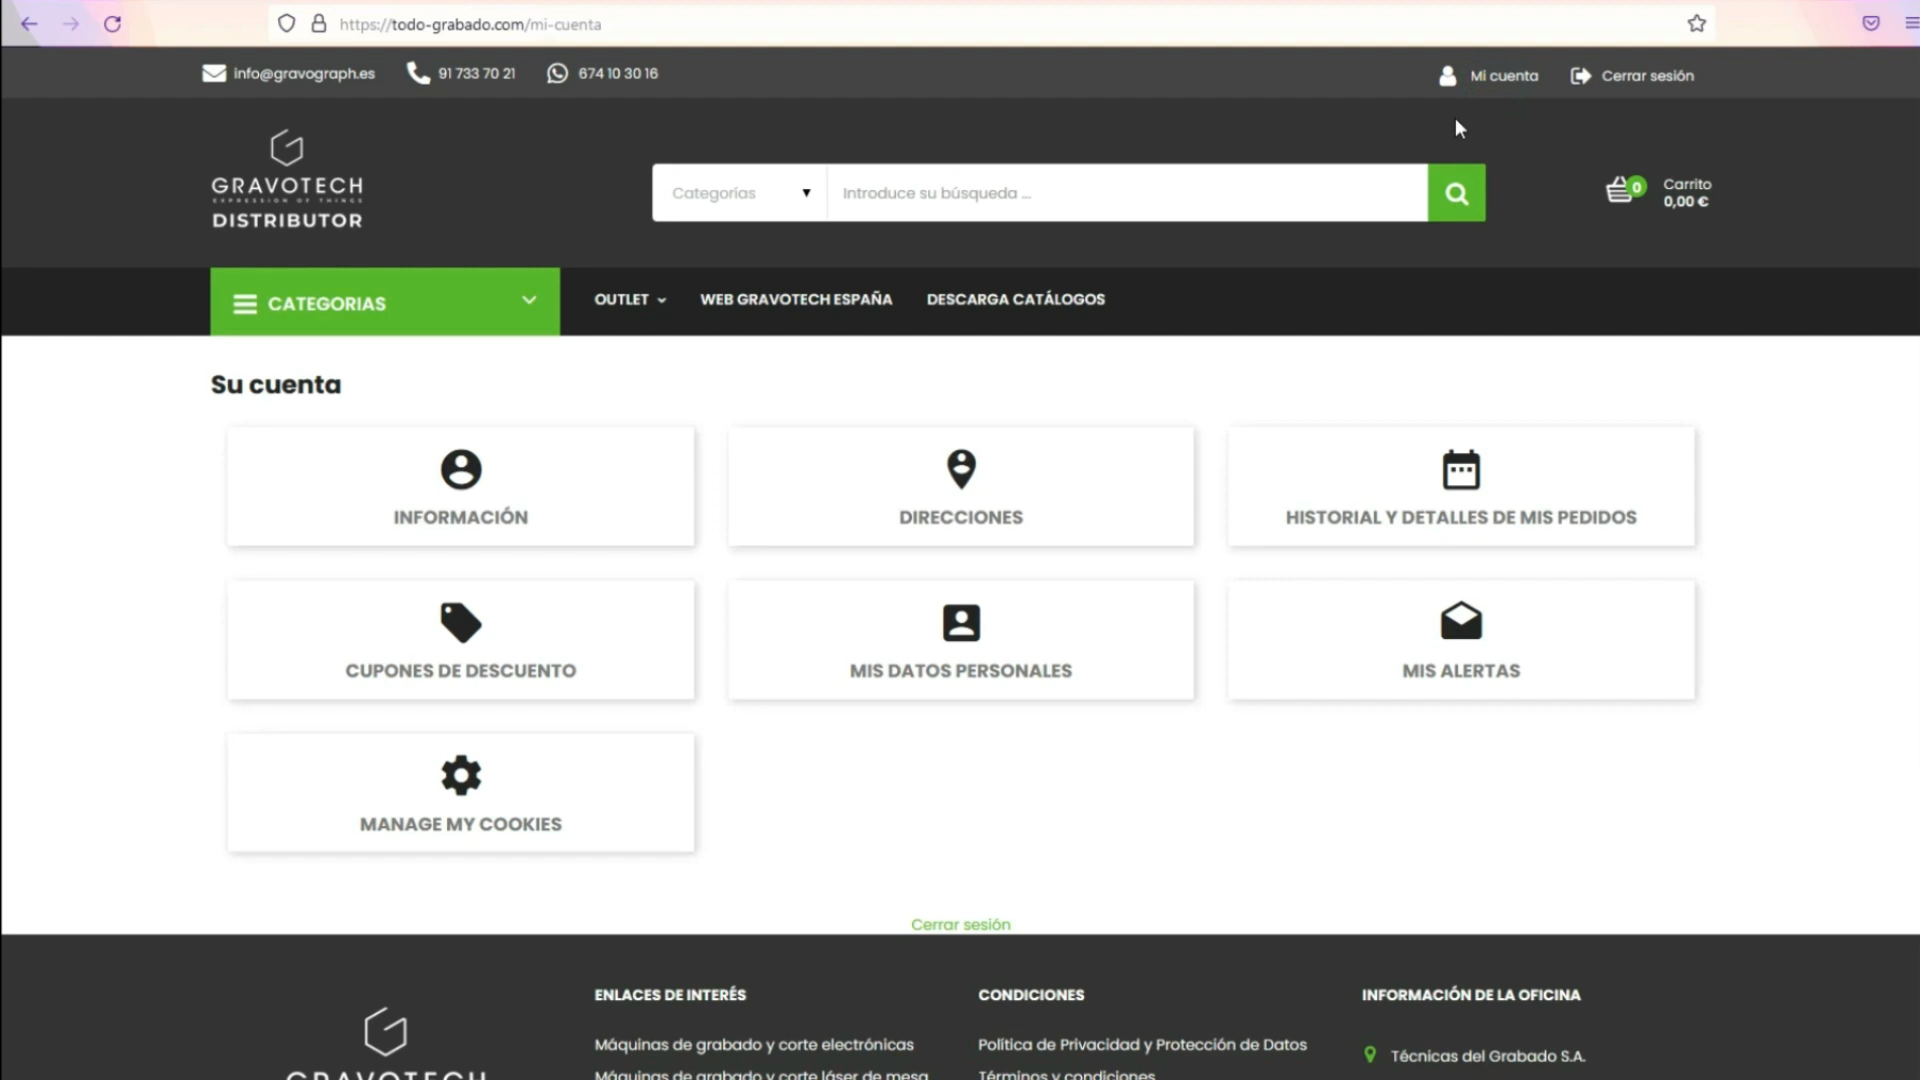 https://todo-grabado.com/mi-cuenta
info@gravograph.es
91 733 70 21
674 10 30 16
Mi cuenta
Cerrar sesión
GRAVOTECH
EXPRESSION OF THINGS
DISTRIBUTOR
Categorías
Introduce su búsqueda ...
0
Carrito
0,00 €
CATEGORIAS
OUTLET
WEB GRAVOTECH ESPAÑA
DESCARGA CATÁLOGOS
Su cuenta
INFORMACIÓN
DIRECCIONES
HISTORIAL Y DETALLES DE MIS PEDIDOS
CUPONES DE DESCUENTO
MIS DATOS PERSONALES
MIS ALERTAS
MANAGE MY COOKIES
Cerrar sesión
GRAVOTECH
ENLACES DE INTERÉS
Máquinas de grabado y corte electrónicas
Máquinas de grabado y corte láser de mesa
CONDICIONES
Política de Privacidad y Protección de Datos
Términos y condiciones
INFORMACIÓN DE LA OFICINA
Técnicas del Grabado S.A.